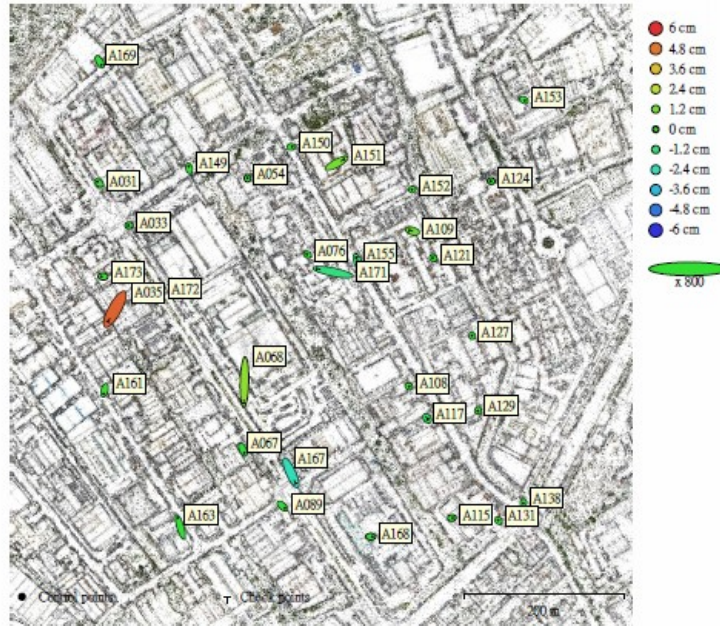 A169
A153
A150
A151
A149
A054
A031
A152
A124
A033
A109
A076
A155
A121
A171
A173
A035
A172
A127
A068
A161
A108
A117
A129
A067
A167
A163
A089
A168
A115
A131
A138
Control points
Check points
200 m
6 cm
4.8 cm
3.6 cm
2.4 cm
1.2 cm
0 cm
-1.2 cm
-2.4 cm
-3.6 cm
-4.8 cm
-6 cm
x 800